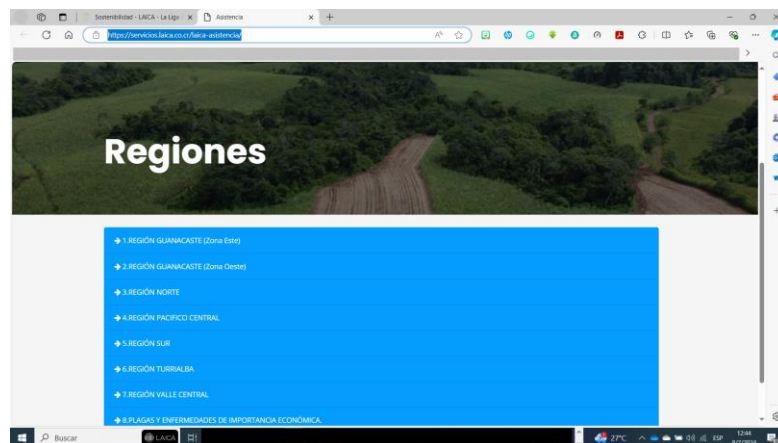 Sostenibilidad - LAICA - La Liga
Asistencia
https://servicios.laica.co.cr/laica-asistencia/
Regiones
1.REGIÓN GUANACASTE (Zona Este)
2.REGIÓN GUANACASTE (Zona Oeste)
3.REGIÓN NORTE
4.REGIÓN PACIFICO CENTRAL
5.REGIÓN SUR
6.REGIÓN TURRIALBA
7.REGIÓN VALLE CENTRAL
8.PLAGAS Y ENFERMEDADES DE IMPORTANCIA ECONÓMICA.
Buscar
LAICA
27°C
ESP
12:44